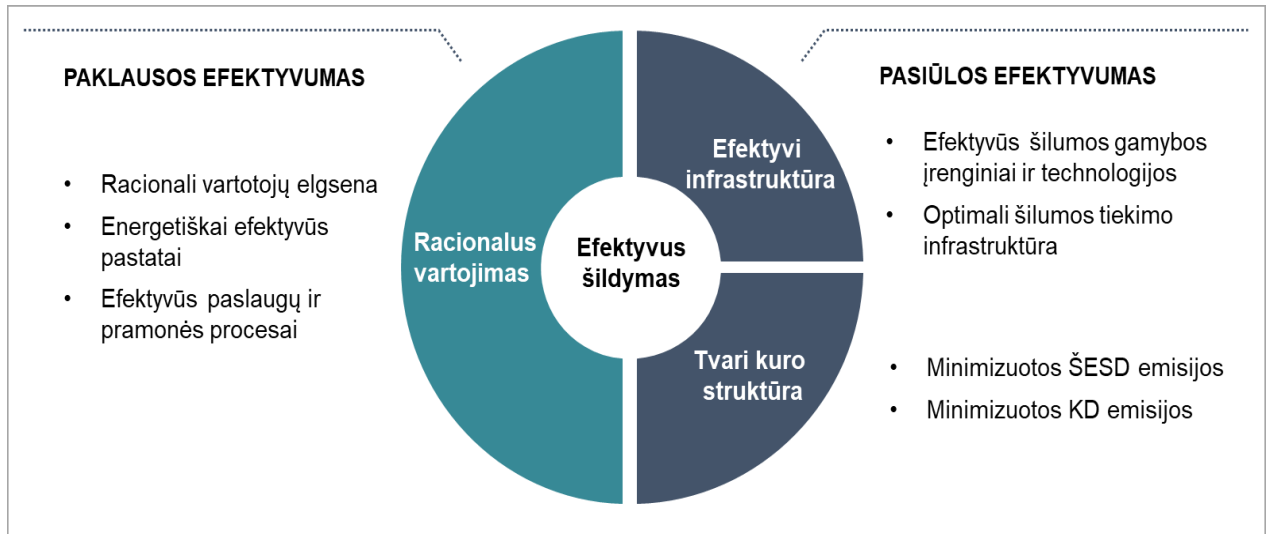 PAKLAUSOS EFEKTYVUMAS
• Racionali vartotojų elgsena
• Energetiškai efektyvūs
pastatai
• Efektyvūs paslaugų ir
pramonės procesai
Racionalus
vartojimas
Efektyvus
šildymas
Efektyvi
infrastruktūra
Tvari kuro
struktūra
PASIŪLOS EFEKTYVUMAS
• Efektyvūs šilumos gamybos
įrenginiai ir technologijos
• Optimali šilumos tiekimo
infrastruktūra
• Minimizuotos ŠESD emisijos
• Minimizuotos KD emisijos